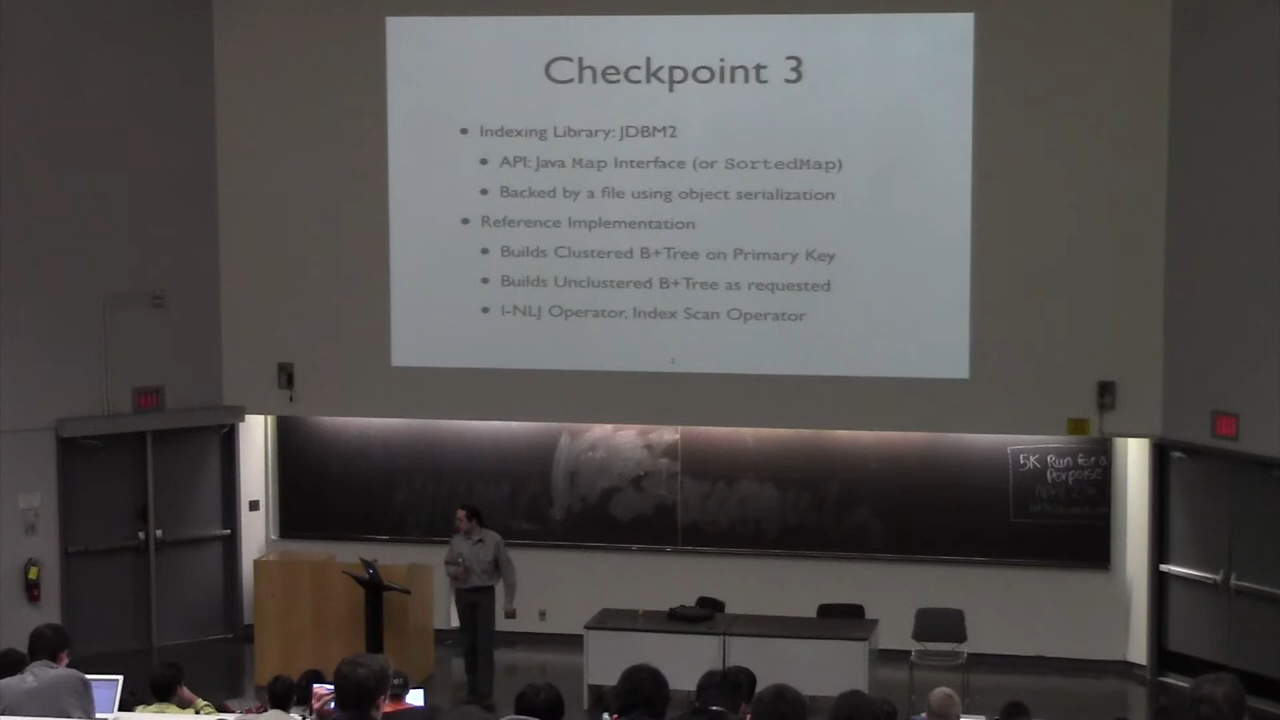 Checkpoint 3
• Indexing Library: JDBM2
• API: Java Map Interface (or SortedMap)
• Backed by a file using object serialization
• Reference Implementation
• Builds Clustered B+Tree on Primary Key
• Builds Unclustered B+Tree as requested
• I-NLJ Operator, Index Scan Operator
5K Run for a
Porpoise